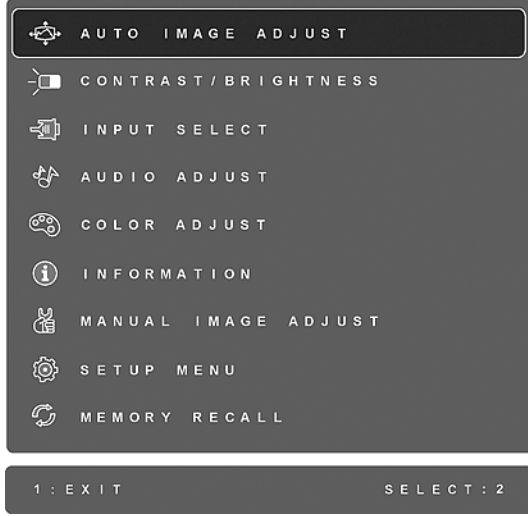 AUTO IMAGE ADJUST
CONTRAST/BRIGHTNESS
INPUT SELECT
AUDIO ADJUST
COLOR ADJUST
INFORMATION
MANUAL IMAGE ADJUST
SETUP MENU
MEMORY RECALL
1:EXIT SELECT:2